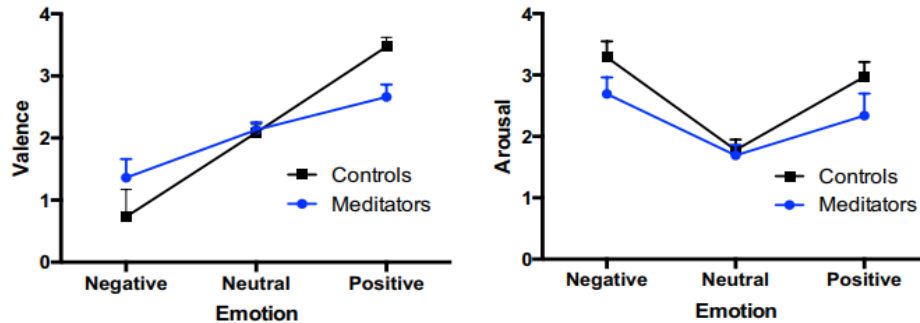 4
3
2
1
0
Valence
Controls
Meditators
Negative Neutral Positive
Emotion
4
3
2
1
0
Arousal
Controls
Meditators
Negative Neutral Positive
Emotion